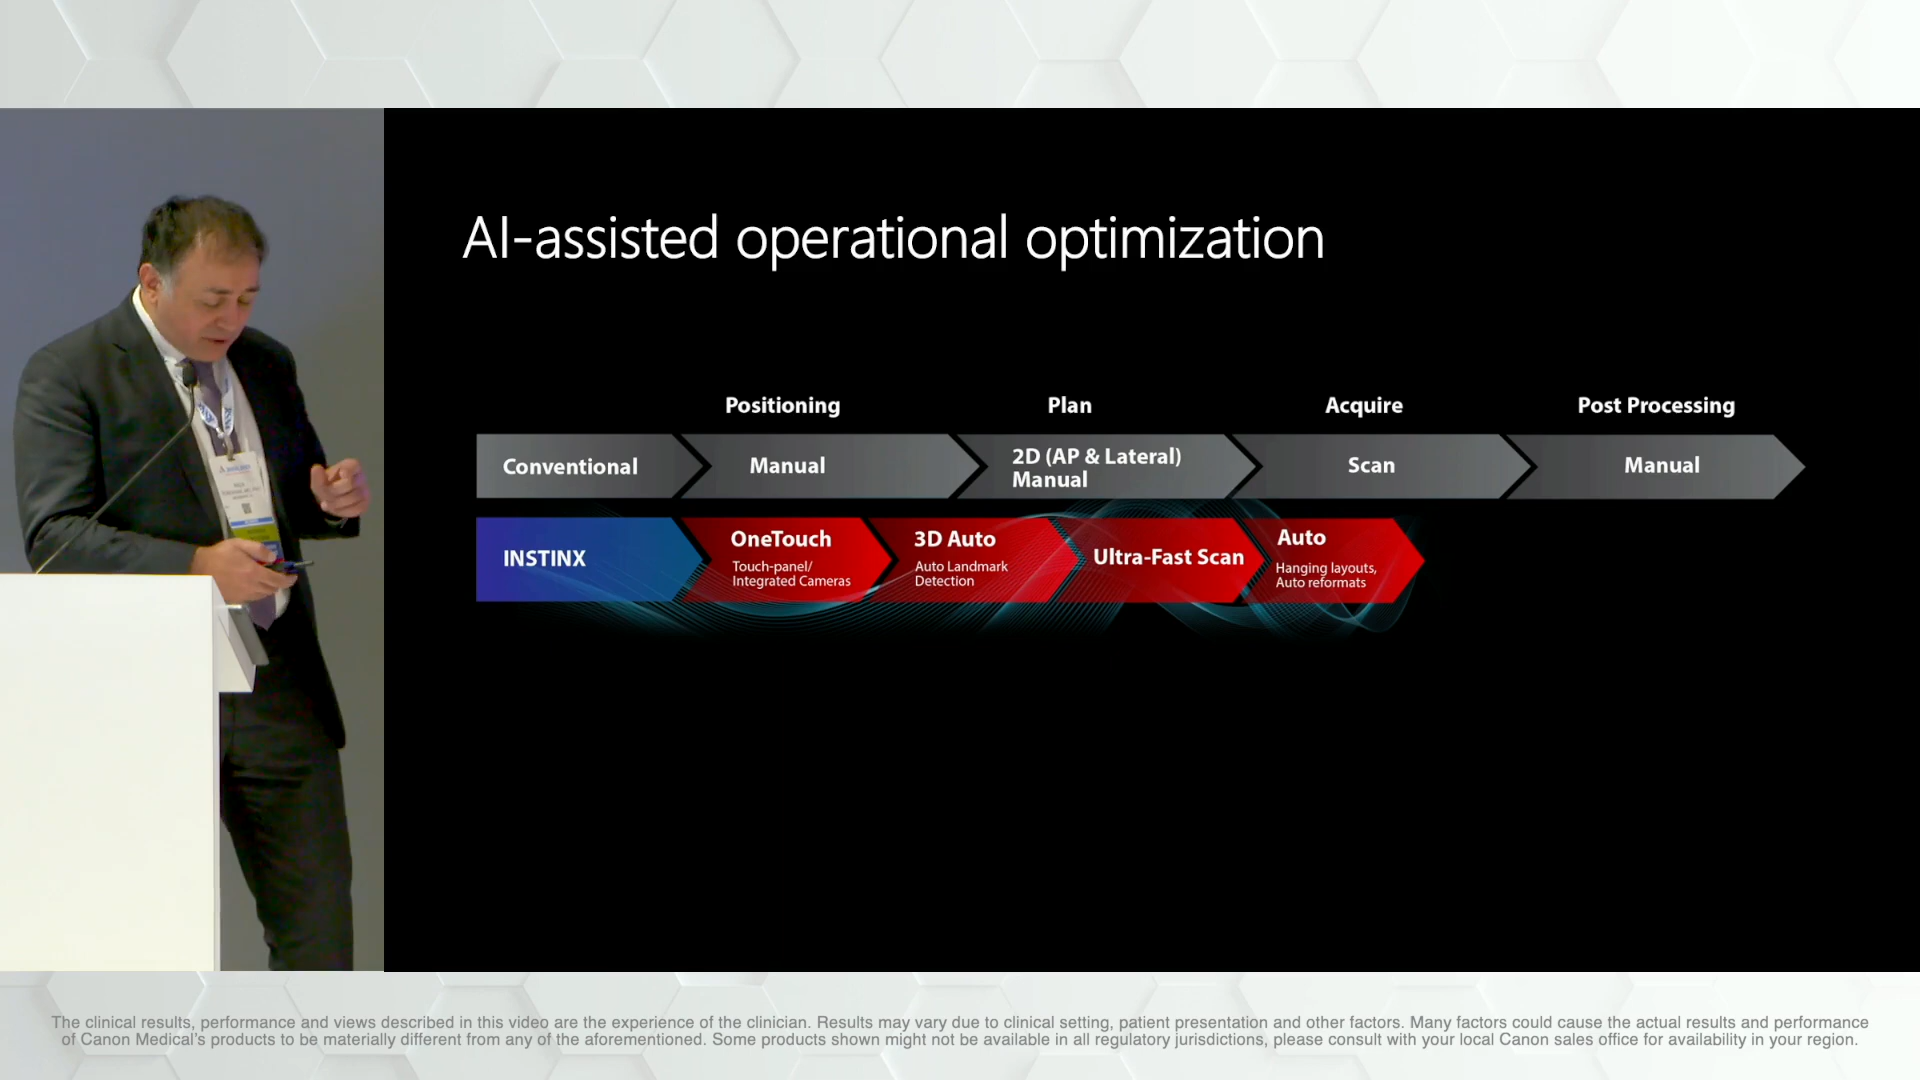 AI-assisted operational optimization
Positioning
Plan
Acquire
Post Processing
Conventional
Manual
2D (AP & Lateral)
Manual
Scan
Manual
INSTINX
OneTouch
Touch-panel/
Integrated Cameras
3D Auto
Auto Landmark
Detection
Ultra-Fast Scan
Auto
Hanging layouts,
Auto reformats
The clinical results, performance and views described in this video are the experience of the clinician. Results may vary due to clinical setting, patient presentation and other factors. Many factors could cause the actual results and performance
of Canon Medical's products to be materially different from any of the aforementioned. Some products shown might not be available in all regulatory jurisdictions, please consult with your local Canon sales office for availability in your region.